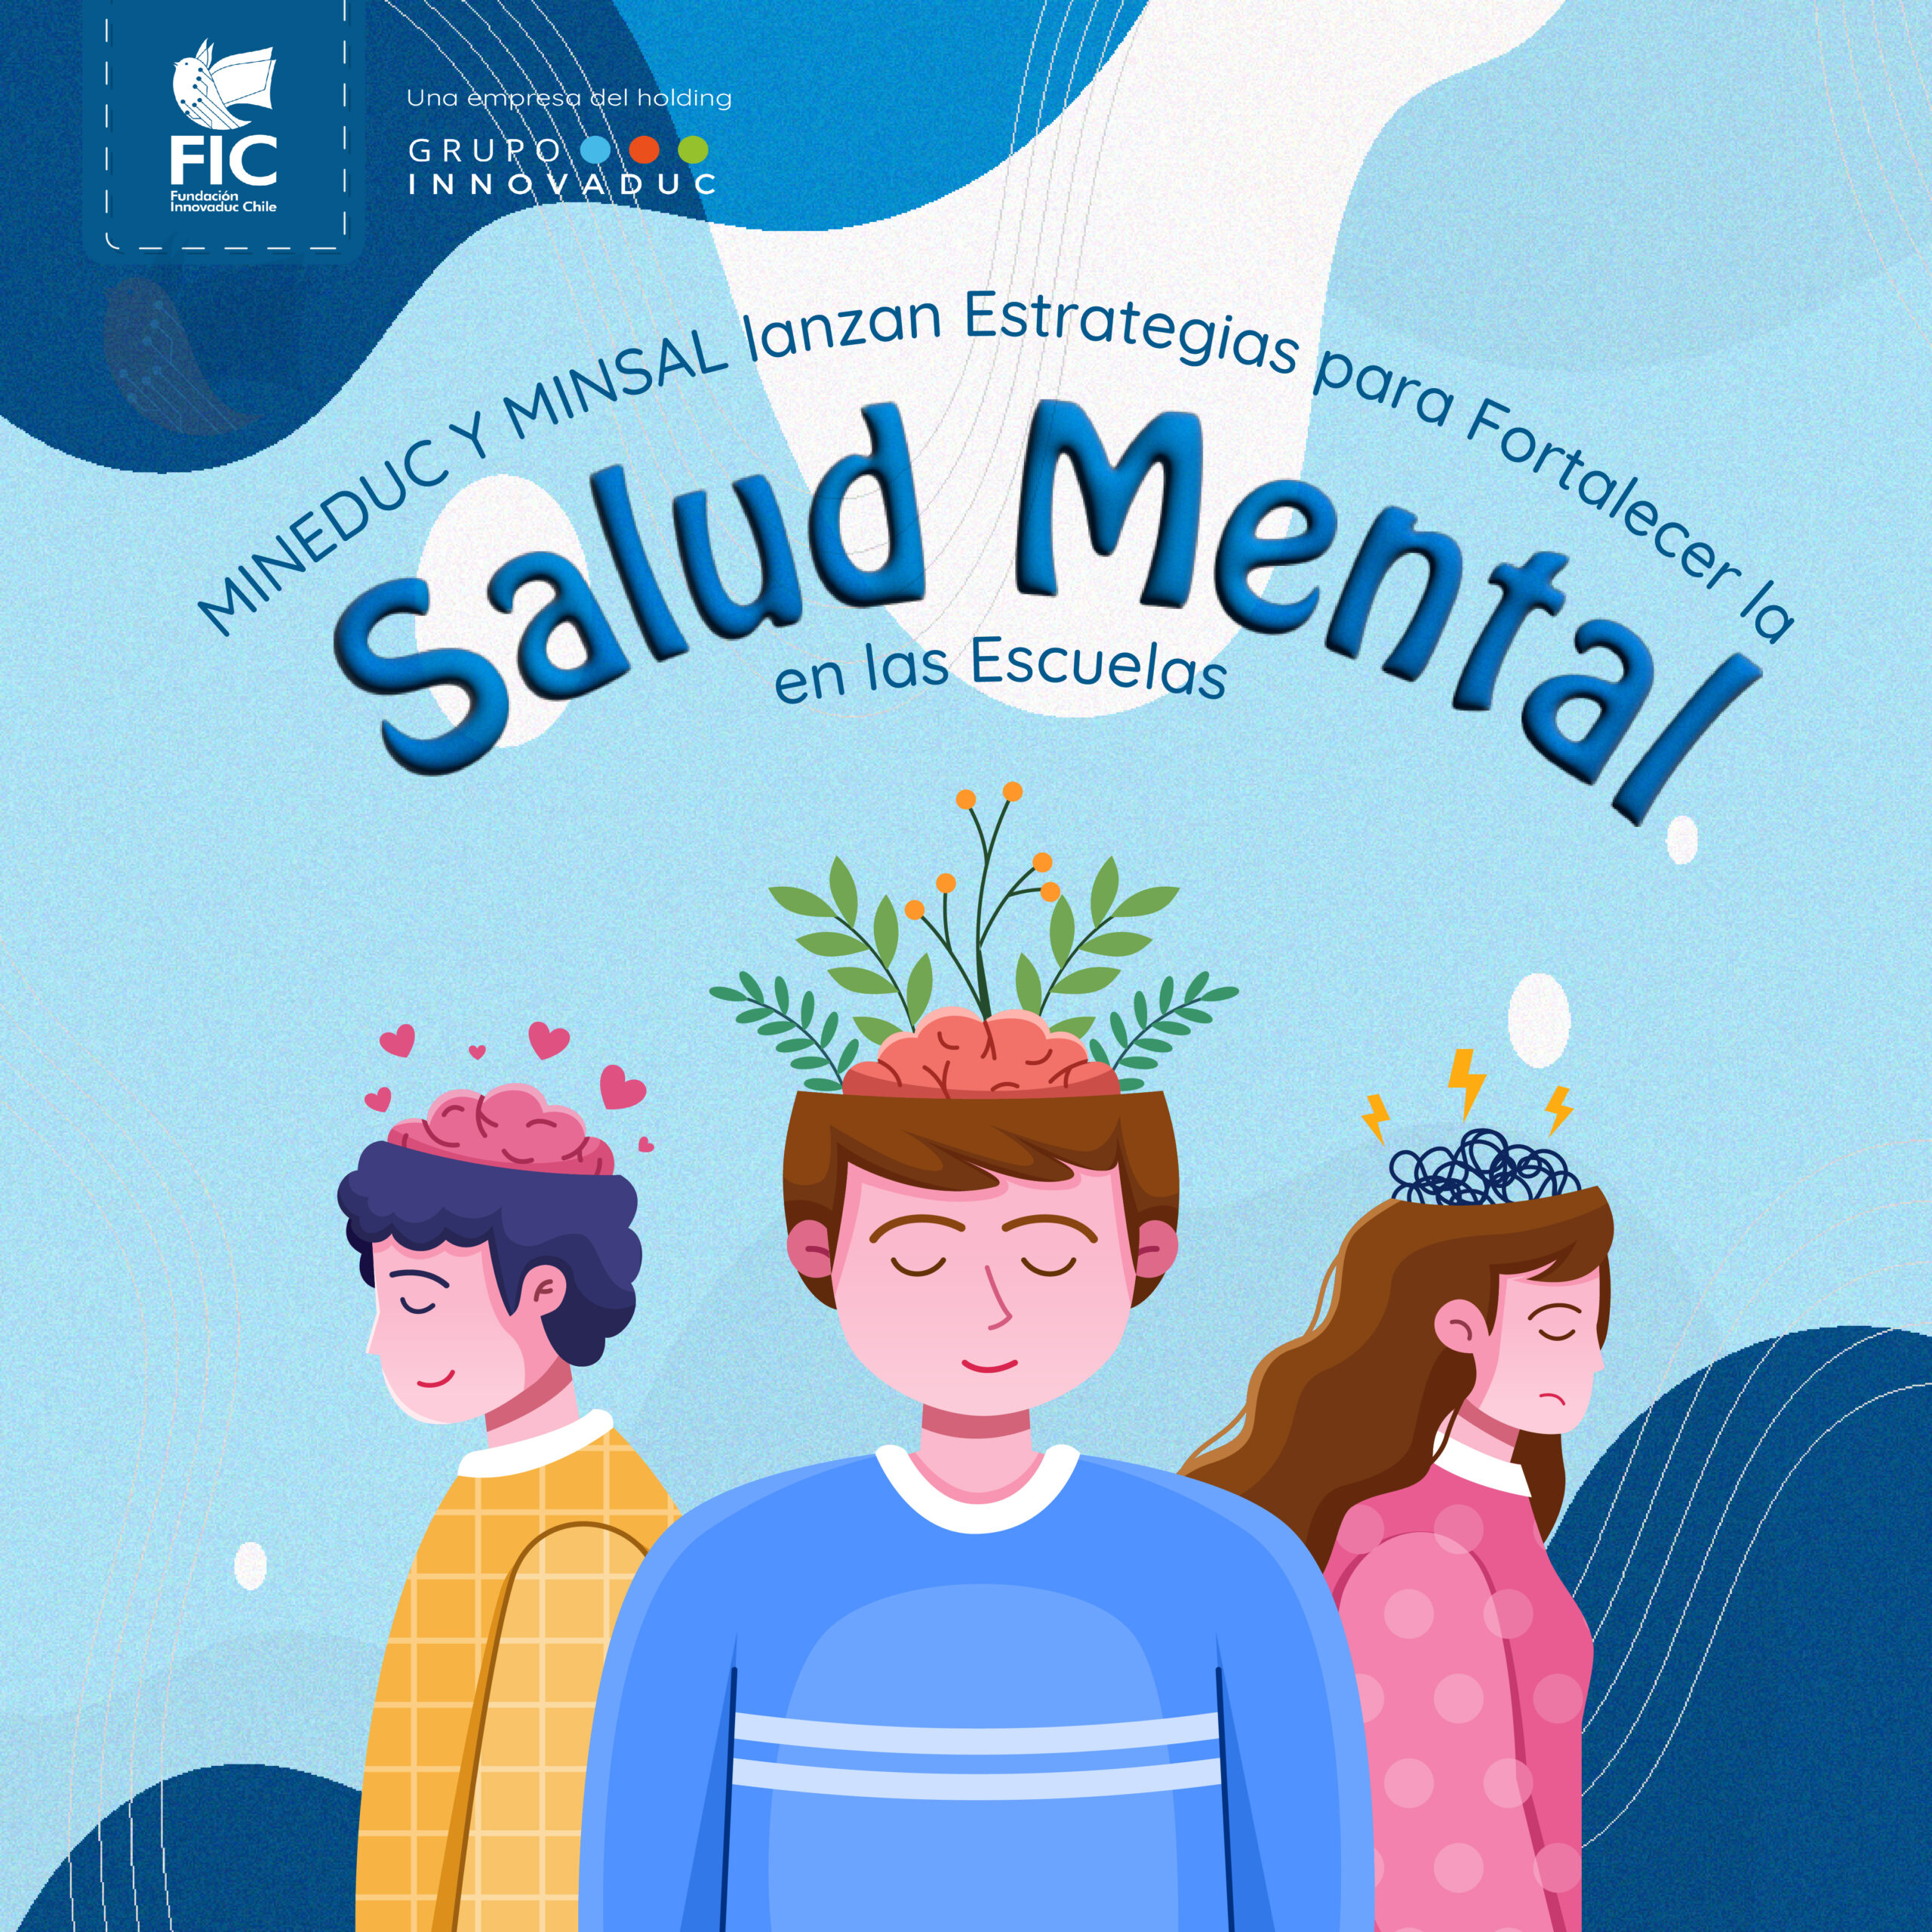 FIC
Fundación
Innovaduc Chile
Una empresa del holding
GRUPO
INNOVADUC
MINEDUC Y MINSAL lanzan Estrategias para Fortalecer la
Salud Mental
en las Escuelas